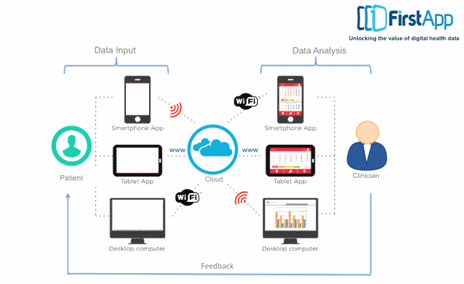 FirstApp
Unlocking the value of digital health data
Data Input
Data Analysis
Smartphone App
WiFi
Smartphone App
Patient
www
www
Tablet App
Cloud
Tablet App
Clinician
WiFi
Desktop computer
Desktop computer
Feedback